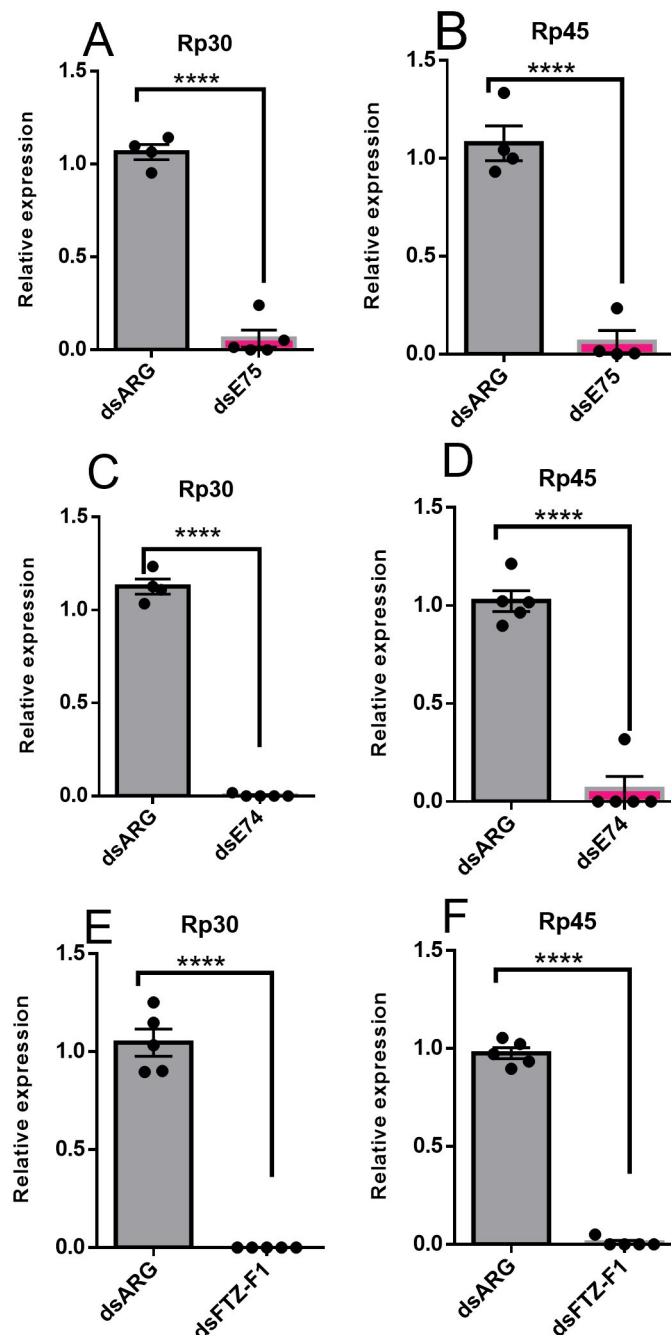 A
Rp30
Relative expression
1.5
1.0
0.5
0.0
****
dsARG
dsE75
B
Rp45
Relative expression
1.5
1.0
0.5
0.0
****
dsARG
dsE75
C
Rp30
Relative expression
1.5
1.0
0.5
0.0
****
dsARG
dsE74
D
Rp45
Relative expression
1.5
1.0
0.5
0.0
****
dsARG
dsE74
E
Rp30
Relative expression
1.5
1.0
0.5
0.0
****
dsARG
dsFTZ-F1
F
Rp45
Relative expression
1.5
1.0
0.5
0.0
****
dsARG
dsFTZ-F1